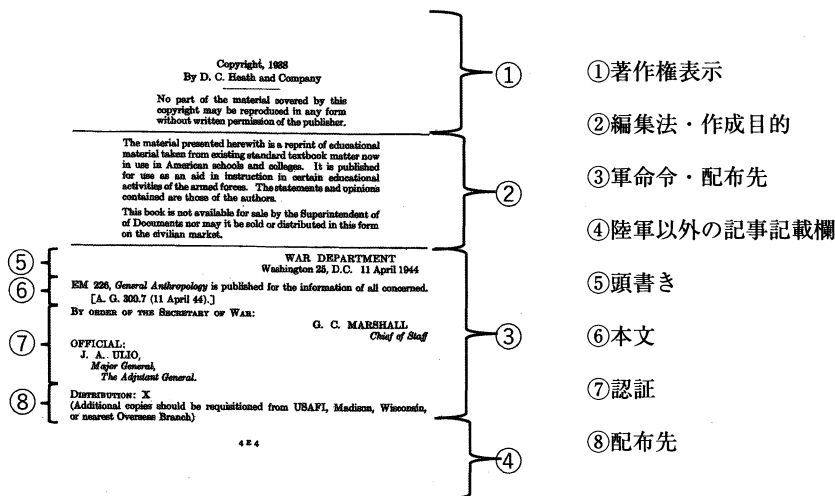 Copyright, 1938
By D. C. Heath and Company
No part of the material covered by this
copyright may be reproduced in any form
without written permission of the publisher.
①
The material presented herewith is a reprint of educational
material taken from existing standard textbook matter now
in use in American schools and colleges. It is published
for use as an aid in instruction in certain educational
activities of the armed forces. The statements and opinions
contained are those of the authors.
This book is not available for sale by the Superintendent of
of Documents nor may it be sold or distributed in this form
on the civilian market.
②
⑤
WAR DEPARTMENT
Washington 25, D.C. 11 April 1944
⑥
EM 226, General Anthropology is published for the information of all concerned.
[A. G. 300.7 (11 April 44).]
⑦
BY ORDER OF THE SECRETARY OF WAR:
G. C. MARSHALL
Chief of Staff
OFFICIAL:
J. A. ULIO,
Major General,
The Adjutant General.
③
⑧
DISTRIBUTION: X
(Additional copies should be requisitioned from USAFI, Madison, Wisconsin,
or nearest Overseas Branch)
4 E 4
④
①著作権表示
②編集法・作成目的
③軍命令・配布先
④陸軍以外の記事記載欄
⑤頭書き
⑥本文
⑦認証
⑧配布先